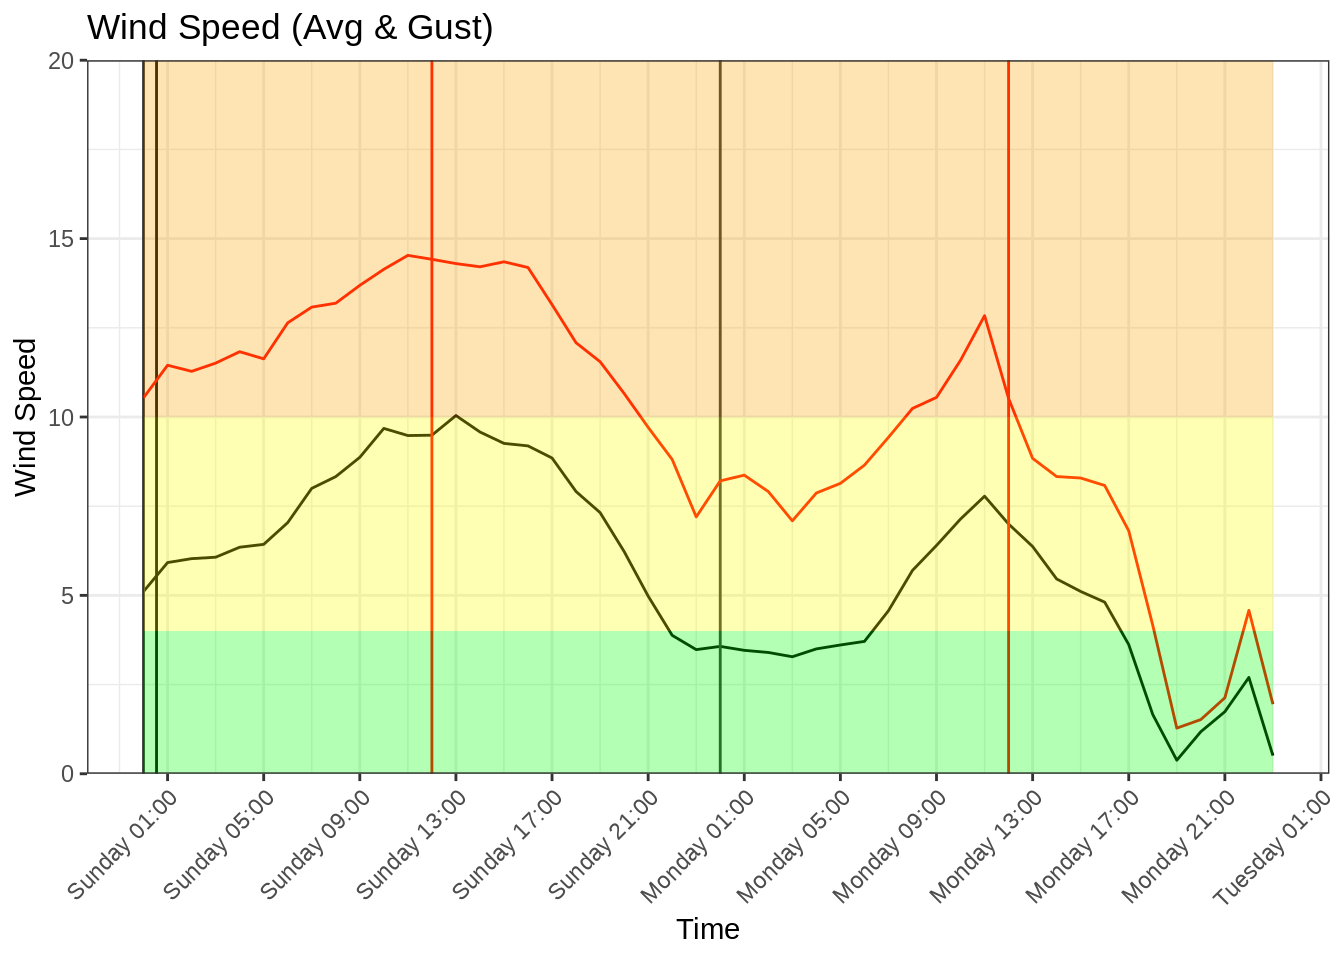 Wind Speed (Avg & Gust)
20
15
10
5
0
Wind Speed
Sunday 01:00
Sunday 05:00
Sunday 09:00
Sunday 13:00
Sunday 17:00
Sunday 21:00
Monday 01:00
Monday 05:00
Monday 09:00
Monday 13:00
Monday 17:00
Monday 21:00
Tuesday 01:00
Time